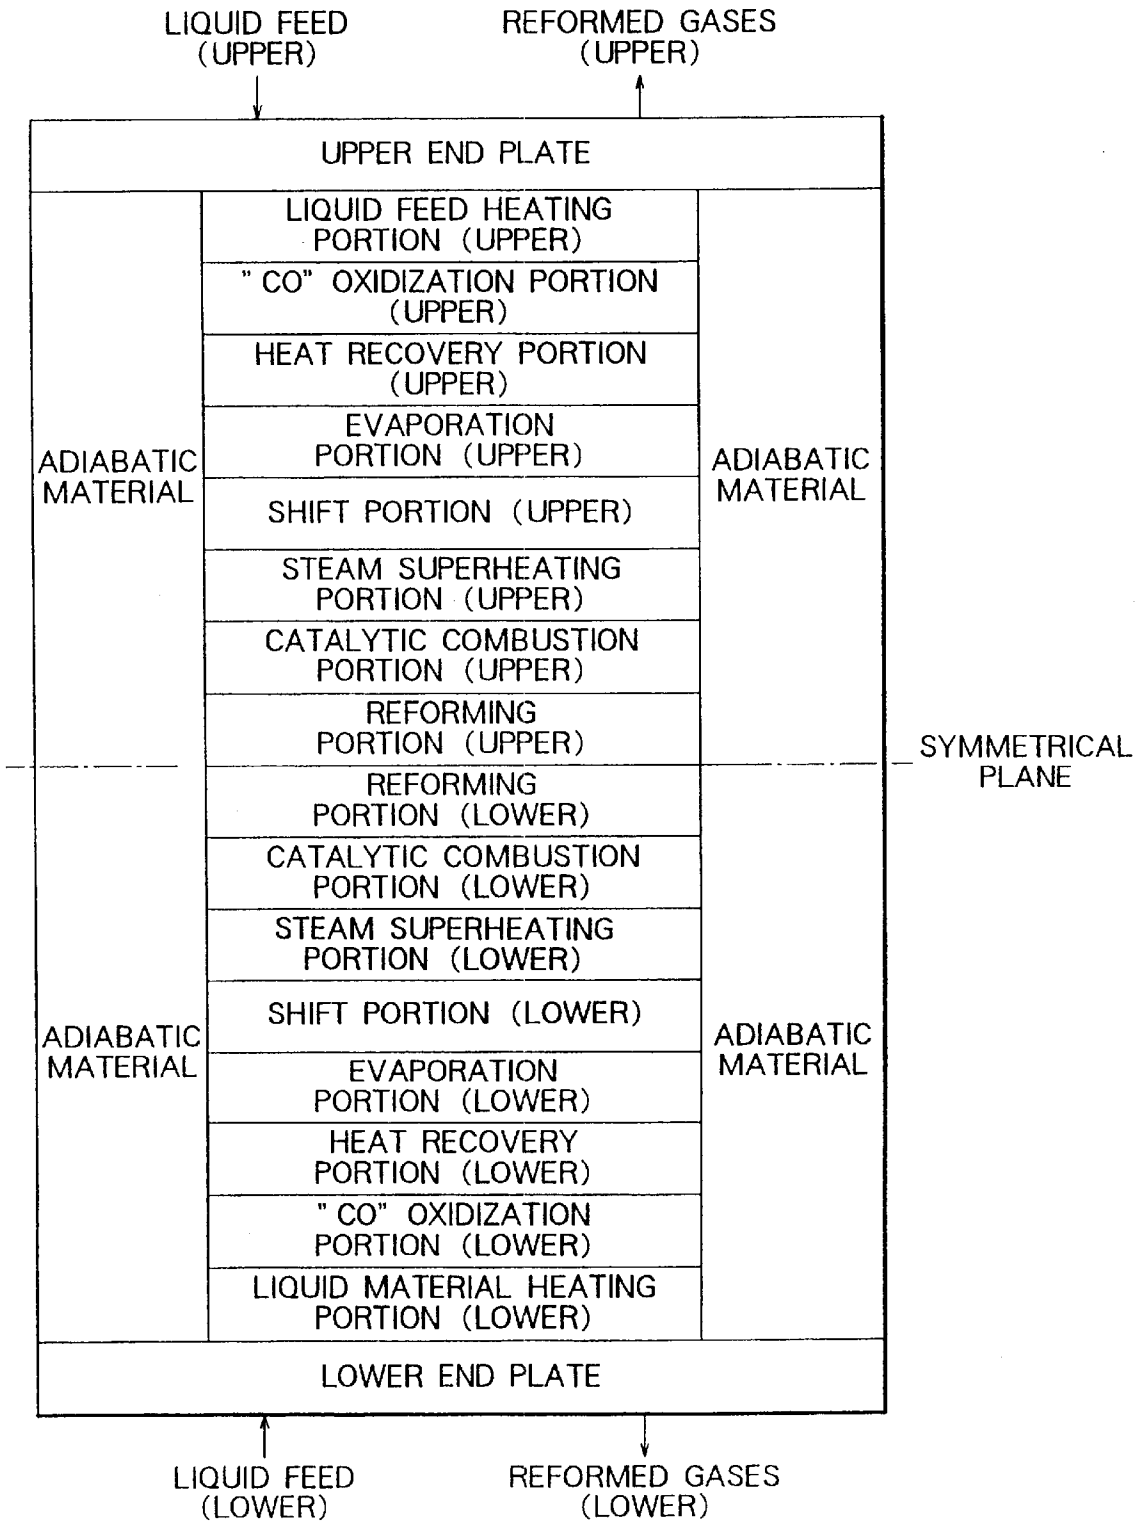 LIQUID FEED
(UPPER)
REFORMED GASES
(UPPER)
UPPER END PLATE
LIQUID FEED HEATING
PORTION (UPPER)
"CO" OXIDIZATION PORTION
(UPPER)
HEAT RECOVERY PORTION
(UPPER)
EVAPORATION
PORTION (UPPER)
ADIABATIC
MATERIAL
ADIABATIC
MATERIAL
SHIFT PORTION (UPPER)
STEAM SUPERHEATING
PORTION (UPPER)
CATALYTIC COMBUSTION
PORTION (UPPER)
REFORMING
PORTION (UPPER)
SYMMETRICAL
PLANE
REFORMING
PORTION (LOWER)
CATALYTIC COMBUSTION
PORTION (LOWER)
STEAM SUPERHEATING
PORTION (LOWER)
SHIFT PORTION (LOWER)
ADIABATIC
MATERIAL
ADIABATIC
MATERIAL
EVAPORATION
PORTION (LOWER)
HEAT RECOVERY
PORTION (LOWER)
"CO" OXIDIZATION
PORTION (LOWER)
LIQUID MATERIAL HEATING
PORTION (LOWER)
LOWER END PLATE
LIQUID FEED
(LOWER)
REFORMED GASES
(LOWER)